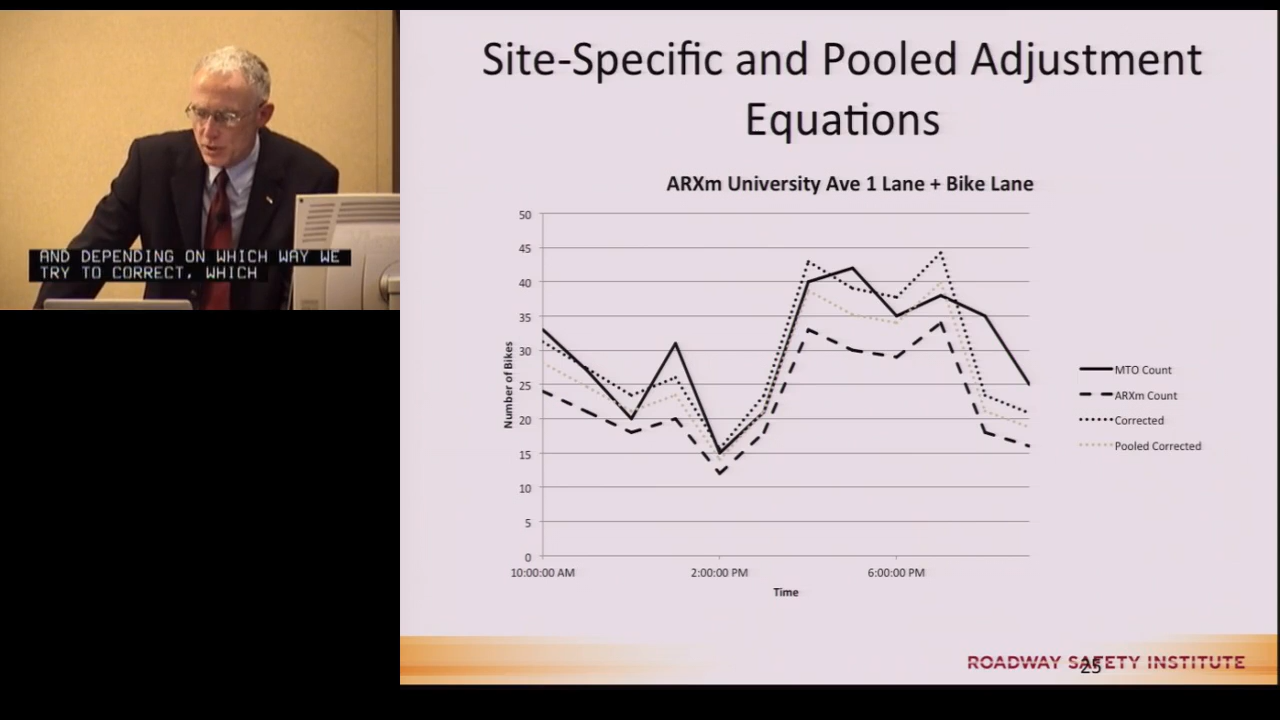 AND DEPENDING ON WHICH WAY WE
TRY TO CORRECT, WHICH
Site-Specific and Pooled Adjustment
Equations
ARXm University Ave 1 Lane + Bike Lane
50
45
40
35
30
25
20
15
10
5
0
Number of Bikes
10:00:00 AM
2:00:00 PM
6:00:00 PM
Time
MTO Count
ARXm Count
Corrected
Pooled Corrected
ROADWAY SAFETY INSTITUTE
25